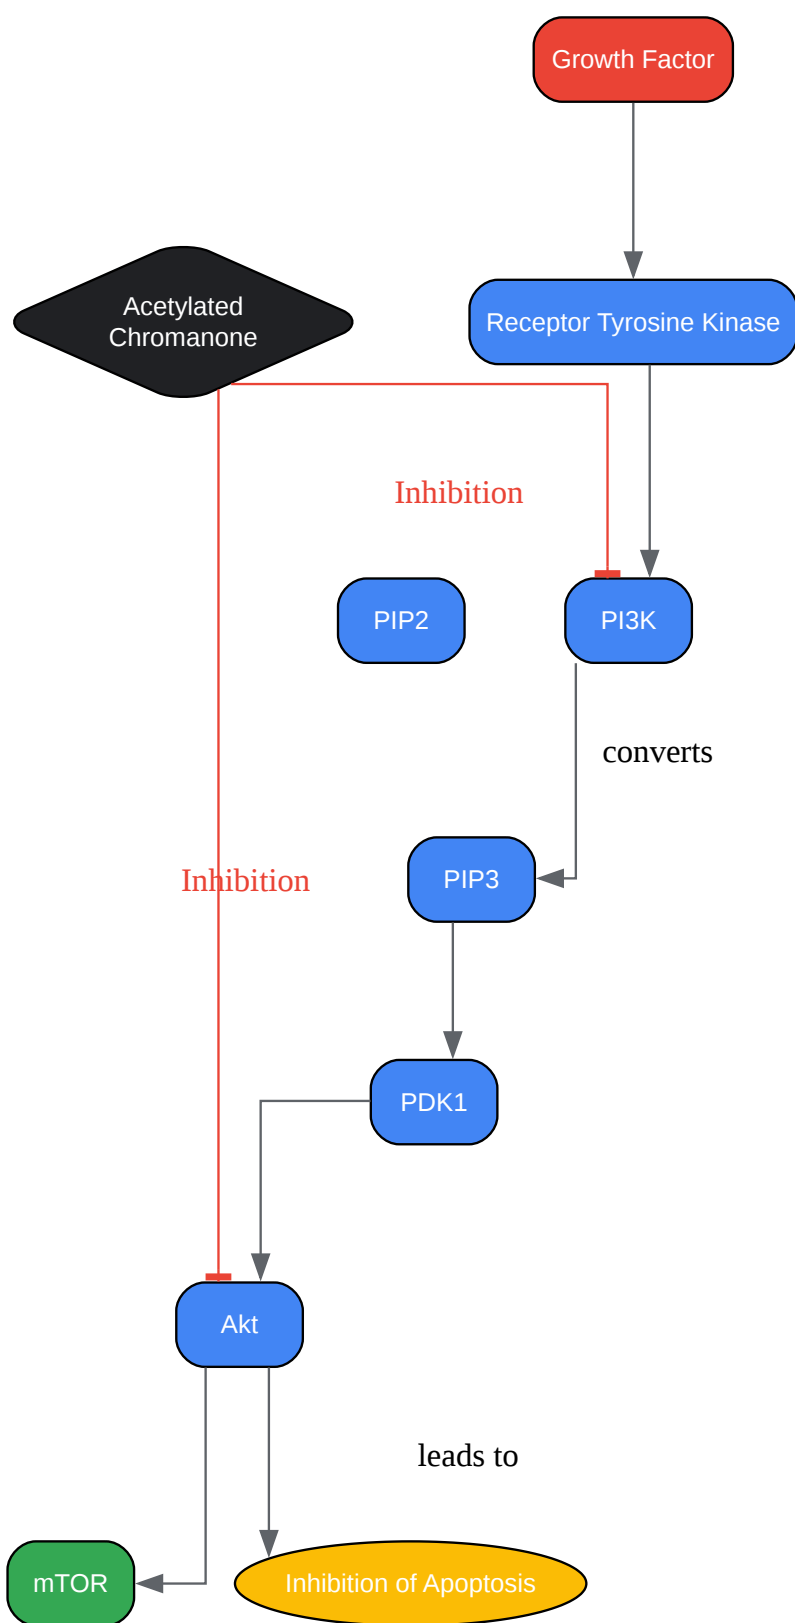 Growth Factor
Acetylated
Chromanone
Receptor Tyrosine Kinase
Inhibition
PIP2
PI3K
converts
Inhibition
PIP3
PDK1
Akt
leads to
mTOR
Inhibition of Apoptosis